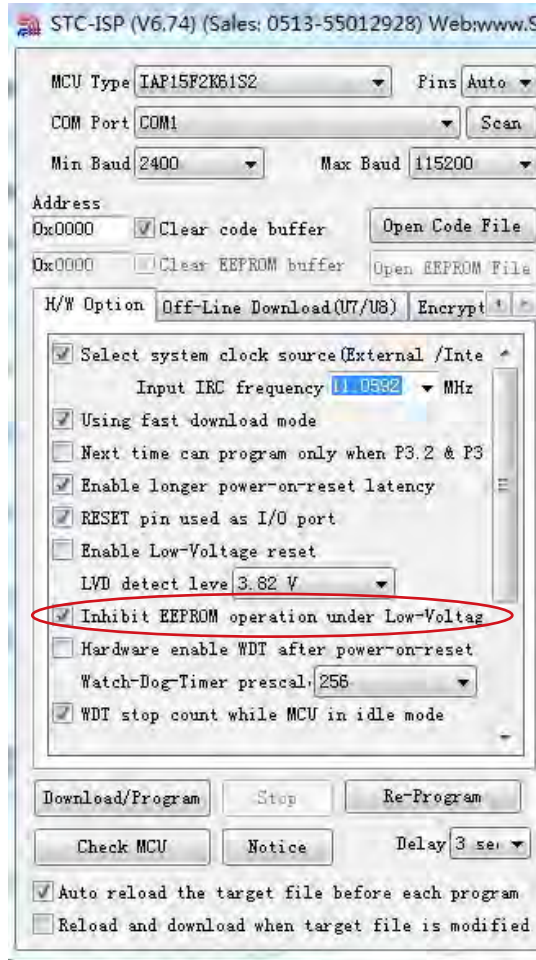 STC-ISP (V6.74) (Sales: 0513-55012928) Web:www.S
MCU Type IAP15F2K61S2 Pins Auto
COM Port COM1 Scan
Min Baud 2400 Max Baud 115200
Address
0x0000 Clear code buffer Open Code File
0x0000 Clear EEPROM buffer Open EEPROM File
H/W Option Off-Line Download(U7/U8) Encrypt
Select system clock source(External /Inte
Input IRC frequency 11.0592 MHz
Using fast download mode
Next time can program only when P3.2 & P3
Enable longer power-on-reset latency
RESET pin used as I/O port
Enable Low-Voltage reset
LVD detect leve 3.82 V
Inhibit EEPROM operation under Low-Voltag
Hardware enable WDT after power-on-reset
Watch-Dog-Timer prescal 256
WDT stop count while MCU in idle mode
Download/Program Stop Re-Program
Check MCU Notice Delay 3 se
Auto reload the target file before each program
Reload and download when target file is modified